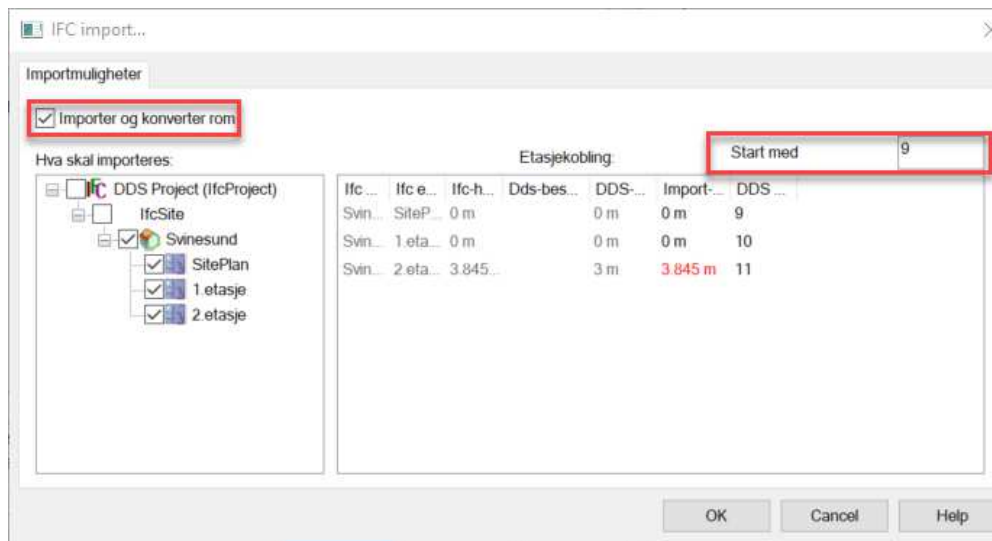 IFC import...
Importmuligheter
Importer og konverter rom
Hva skal importeres:
Etasjekobling:
Start med 9
DDS Project (IfcProject)
IfcSite
Svinesund
SitePlan
1.etasje
2.etasje
Ifc ... Ifc e... Ifc-h... Dds-bes... DDS-... Import-... DDS ...
Svin... SiteP... 0 m 0 m 0 m 9
Svin... 1.eta... 0 m 0 m 0 m 10
Svin... 2.eta... 3.845... 3 m 3.845 m 11
OK Cancel Help